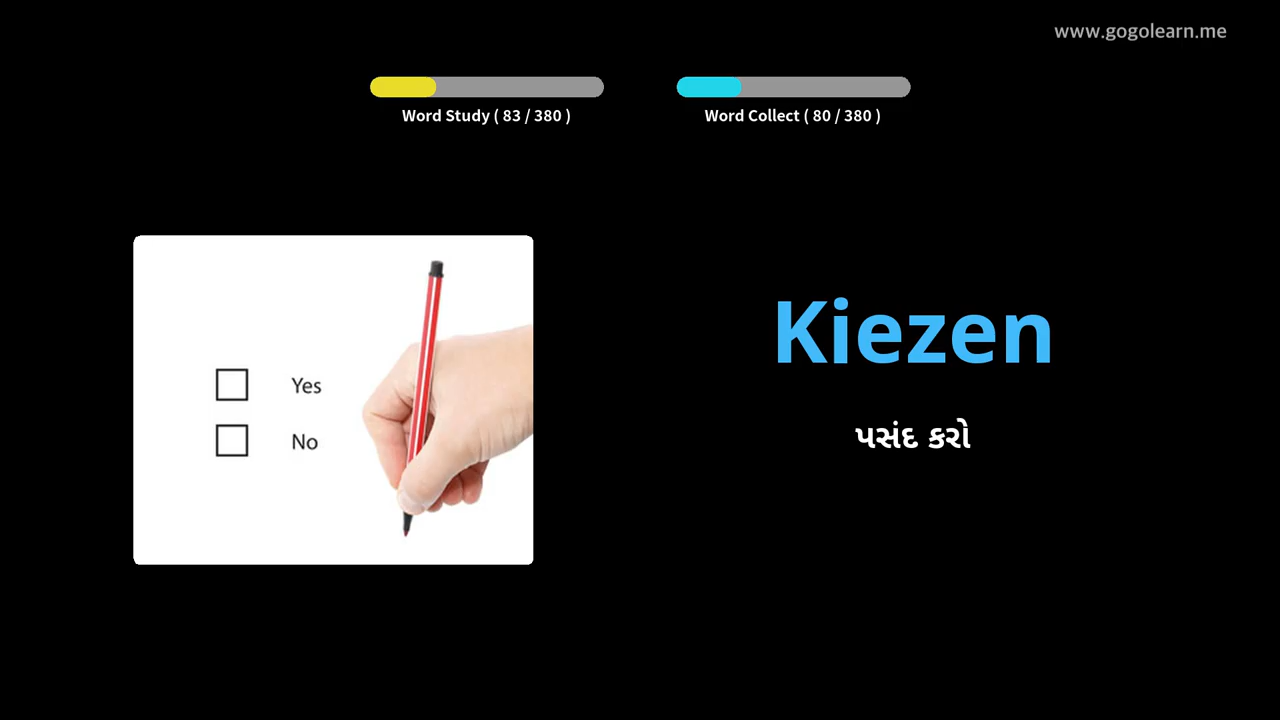 www.gogolearn.me
Word Study ( 83 / 380 )
Word Collect ( 80 / 380 )
Yes
No
Kiezen
પસંદ કરો